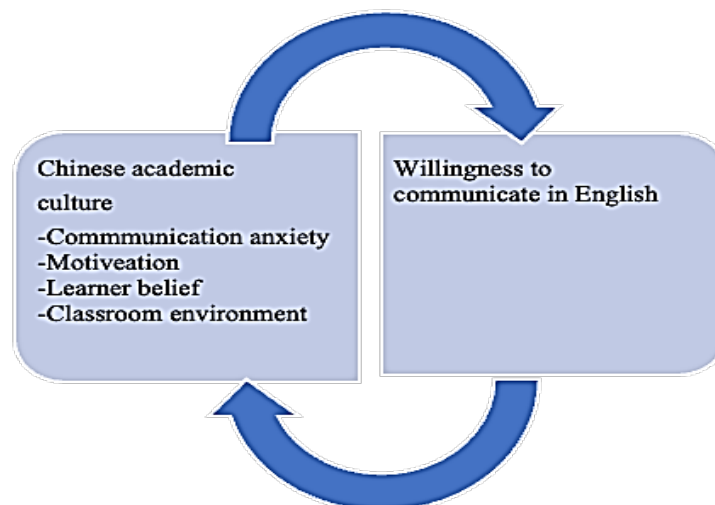 Chinese academic
culture
-Commmunication anxiety
-Motiveation
-Learner belief
-Classroom environment
Willingness to
communicate in English